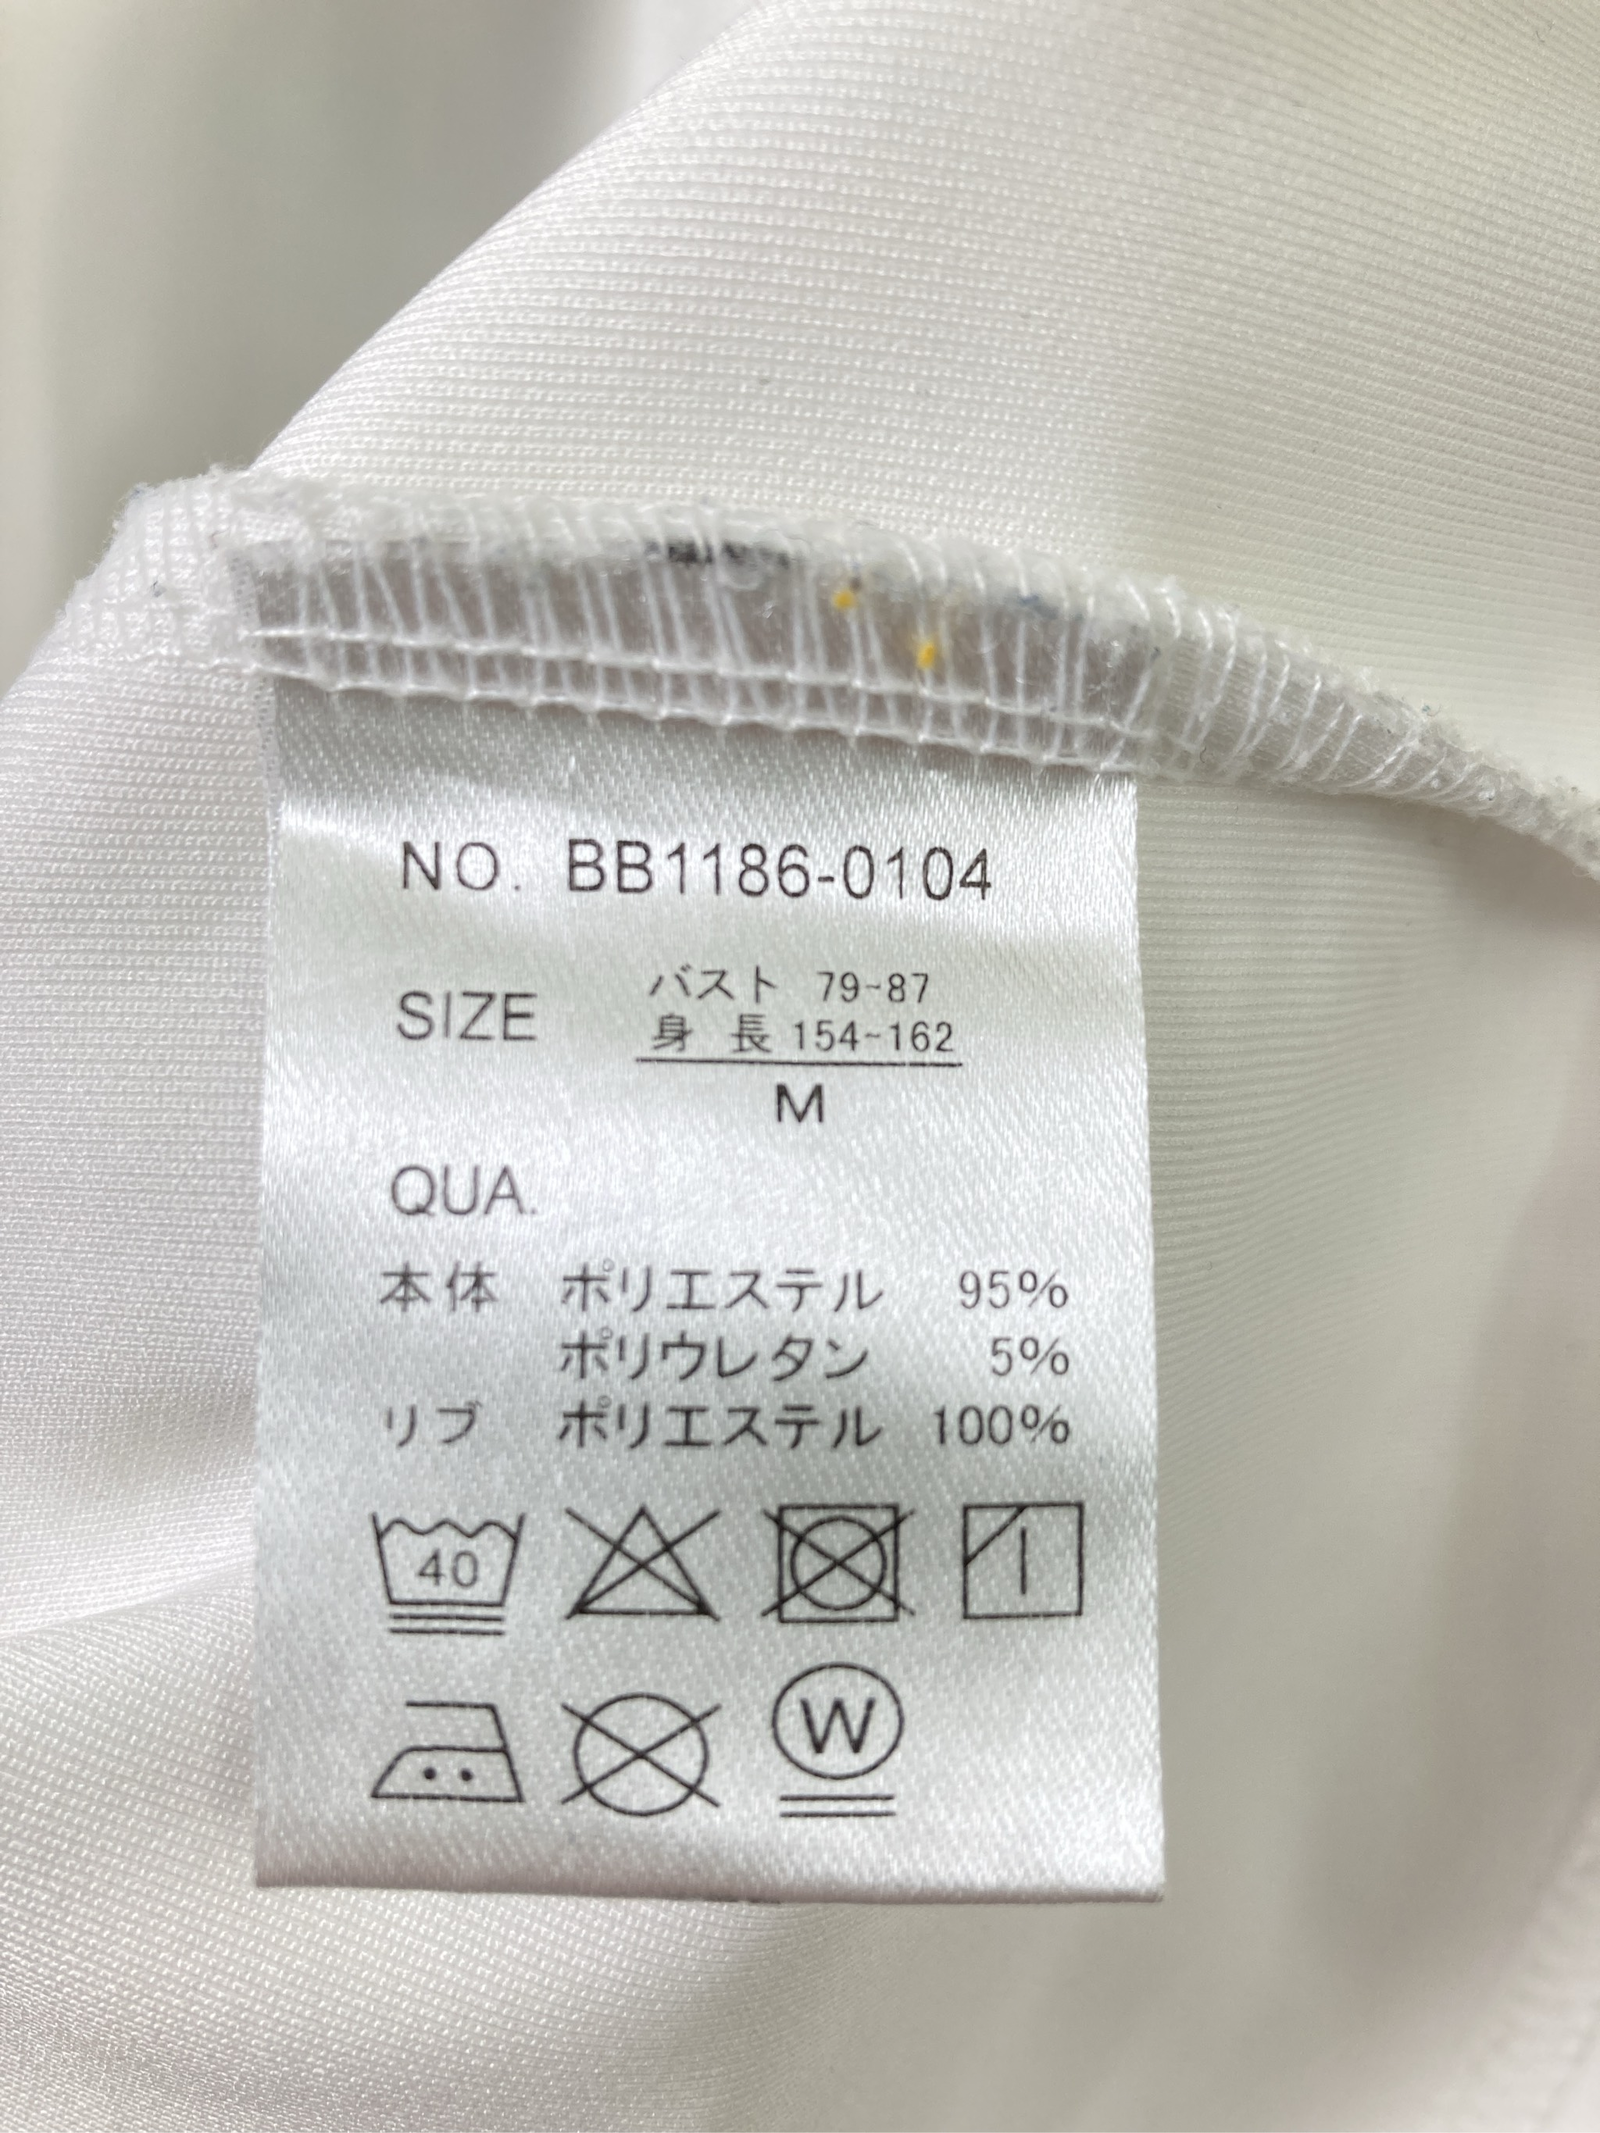 NO. BB1186-0104
SIZE
バスト 79-87
身長 154-162
M
QUA.
本体 ポリエステル 95%
ポリウレタン 5%
リブ ポリエステル 100%
40
W